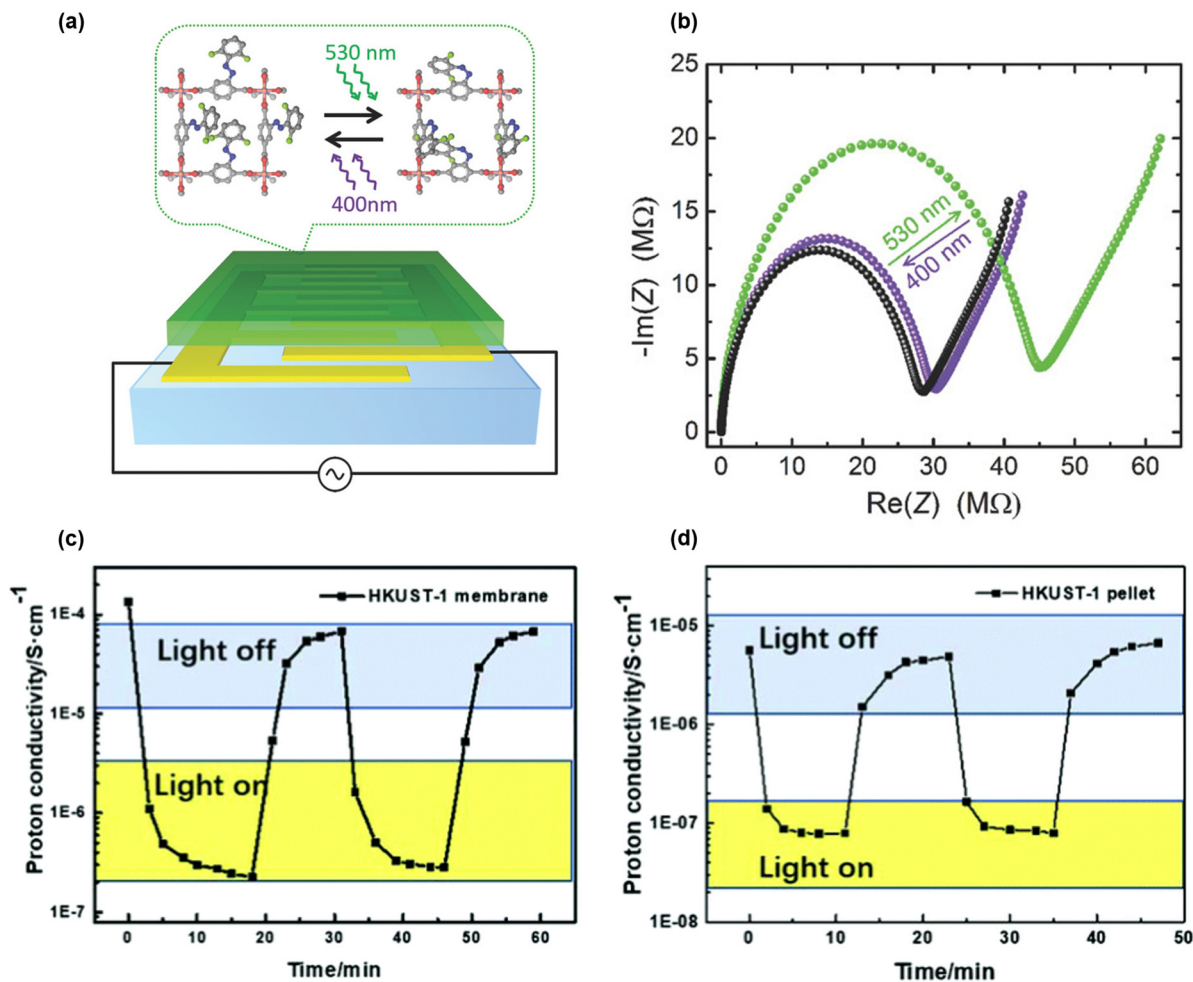 (a)
530 nm
400nm
(b)
25
20
15
10
5
0
-Im(Z) (MΩ)
530 nm
400 nm
0 10 20 30 40 50 60
Re(Z) (MΩ)
(c)
Proton conductivity/S·cm⁻¹
1E-4
1E-5
1E-6
1E-7
HKUST-1 membrane
Light off
Light on
0 10 20 30 40 50 60
Time/min
(d)
Proton conductivity/S·cm⁻¹
1E-05
1E-06
1E-07
1E-08
HKUST-1 pellet
Light off
Light on
0 10 20 30 40 50
Time/min